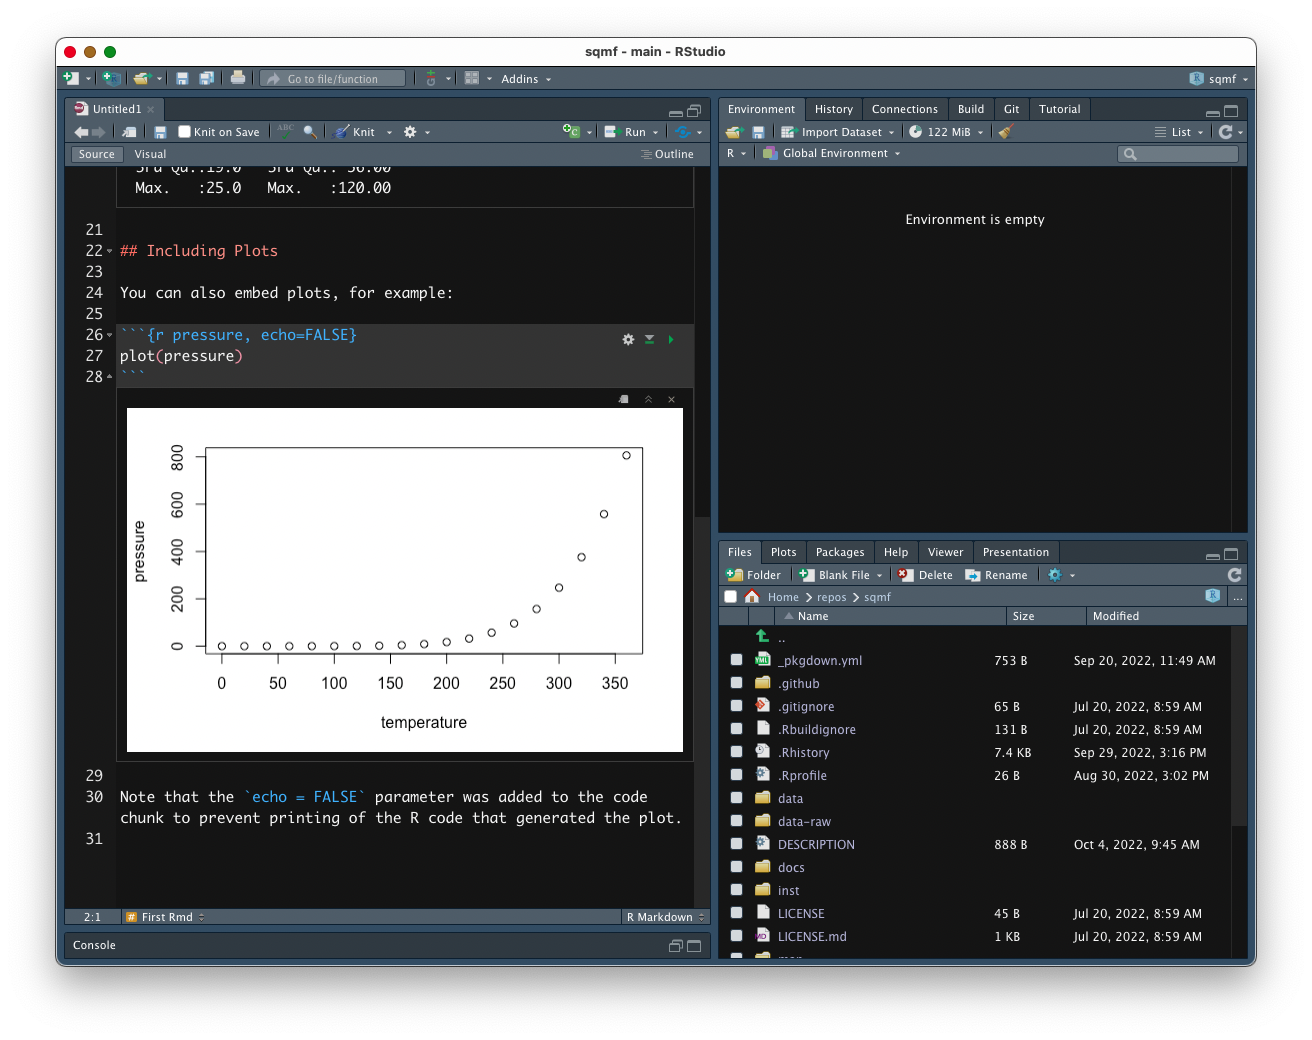 sqmf - main - RStudio
Go to file/function
Addins
sqmf
Untitled1
Knit on Save
ABC
Knit
Run
Source
Visual
Outline
3rd Qu.:19.0   3rd Qu.: 56.00
Max.   :25.0   Max.   :120.00
21
22 ## Including Plots
23
24 You can also embed plots, for example:
25
26 ```{r pressure, echo=FALSE}
27 plot(pressure)
28 ```
800
600
400
200
0
pressure
0 50 100 150 200 250 300 350
temperature
29
30 Note that the `echo = FALSE` parameter was added to the code
chunk to prevent printing of the R code that generated the plot.
31
2:1
# First Rmd
R Markdown
Console
Environment History Connections Build Git Tutorial
Import Dataset 122 MiB List
R Global Environment
Environment is empty
Files Plots Packages Help Viewer Presentation
Folder Blank File Delete Rename
Home repos sqmf
R ...
Name Size Modified
..
_pkgdown.yml 753 B Sep 20, 2022, 11:49 AM
.github
.gitignore 65 B Jul 20, 2022, 8:59 AM
.Rbuildignore 131 B Jul 20, 2022, 8:59 AM
.Rhistory 7.4 KB Sep 29, 2022, 3:16 PM
.Rprofile 26 B Aug 30, 2022, 3:02 PM
data
data-raw
DESCRIPTION 888 B Oct 4, 2022, 9:45 AM
docs
inst
LICENSE 45 B Jul 20, 2022, 8:59 AM
LICENSE.md 1 KB Jul 20, 2022, 8:59 AM